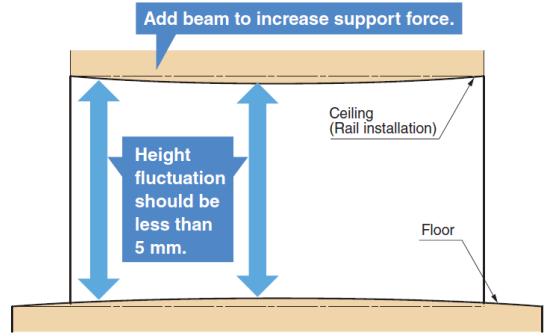 Add beam to increase support force.
Ceiling
(Rail installation)
Height
fluctuation
should be
less than
5 mm.
Floor